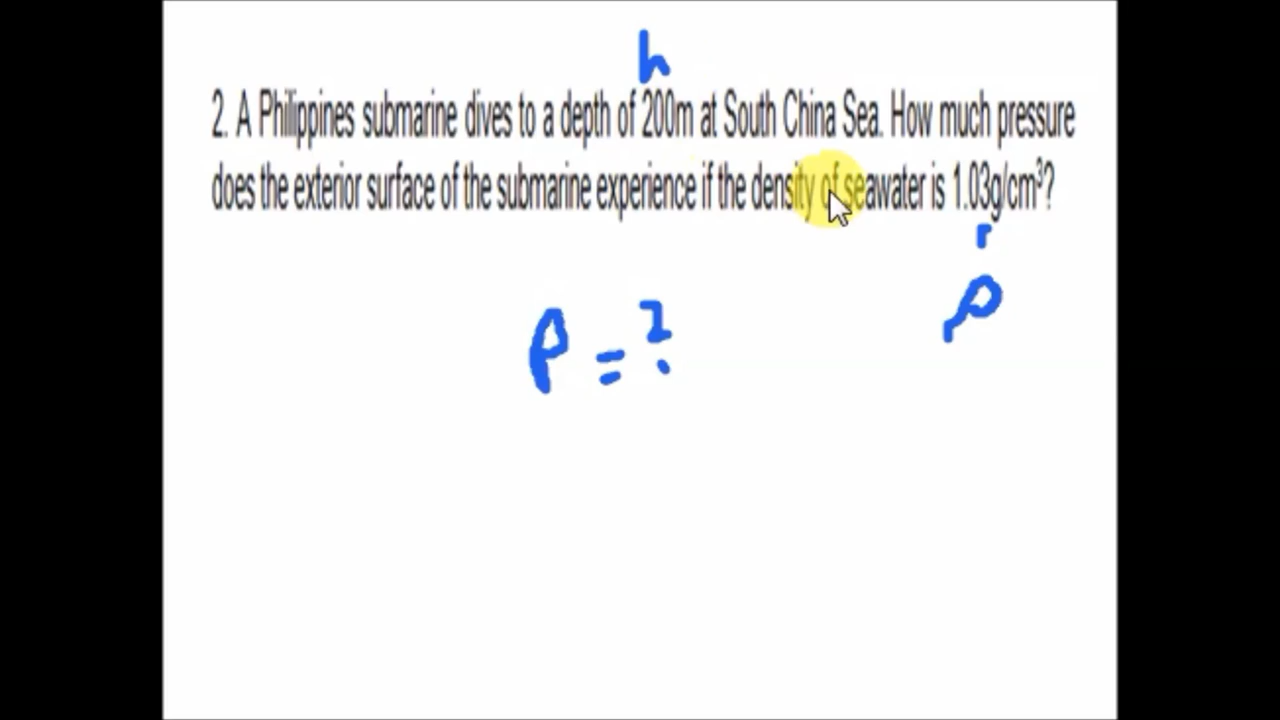 h
2. A Philippines submarine dives to a depth of 200m at South China Sea. How much pressure
does the exterior surface of the submarine experience if the density of seawater is 1.03g/cm³?
ρ
P = ?